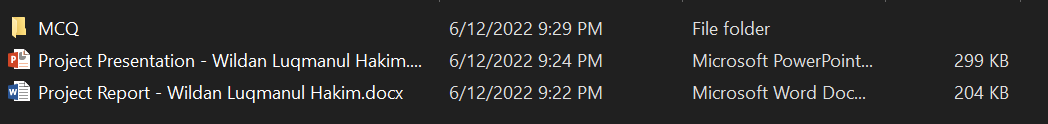 MCQ 6/12/2022 9:29 PM File folder
Project Presentation - Wildan Luqmanul Hakim.... 6/12/2022 9:24 PM Microsoft PowerPoint... 299 KB
Project Report - Wildan Luqmanul Hakim.docx 6/12/2022 9:22 PM Microsoft Word Doc... 204 KB